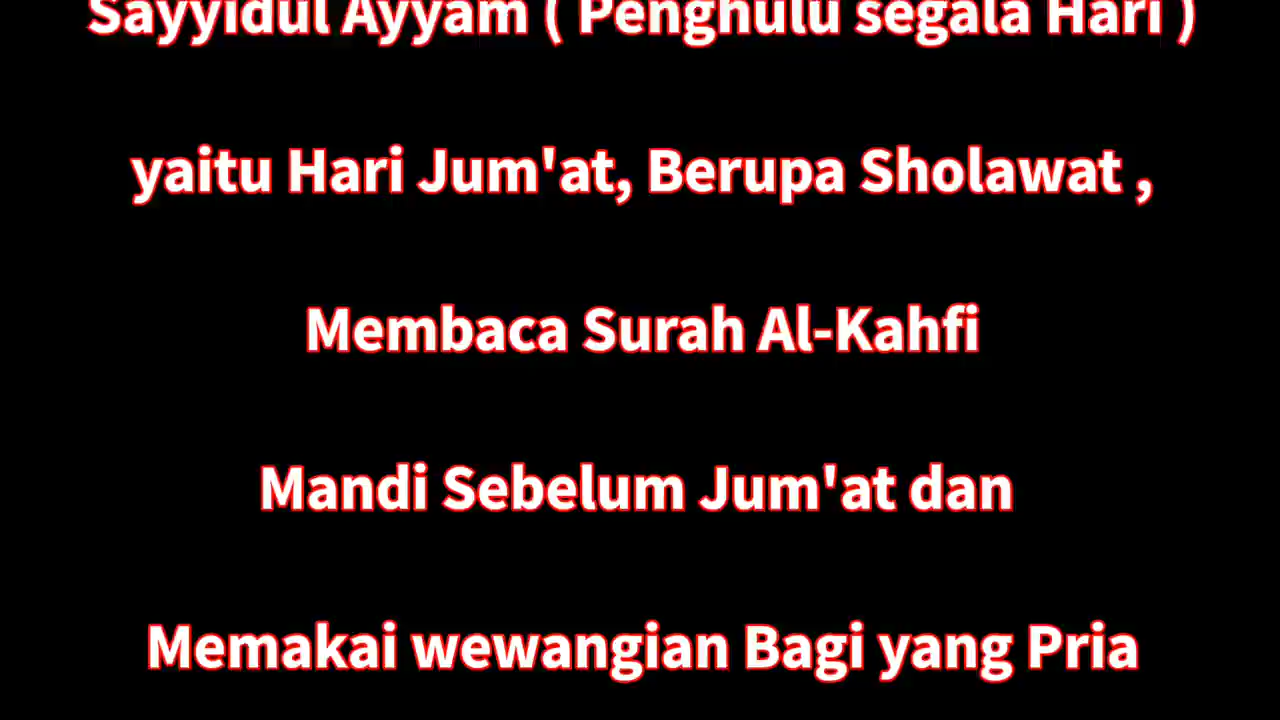 Sayyidul Ayyam ( Penghulu segala Hari )
yaitu Hari Jum'at, Berupa Sholawat ,
Membaca Surah Al-Kahfi
Mandi Sebelum Jum'at dan
Memakai wewangian Bagi yang Pria